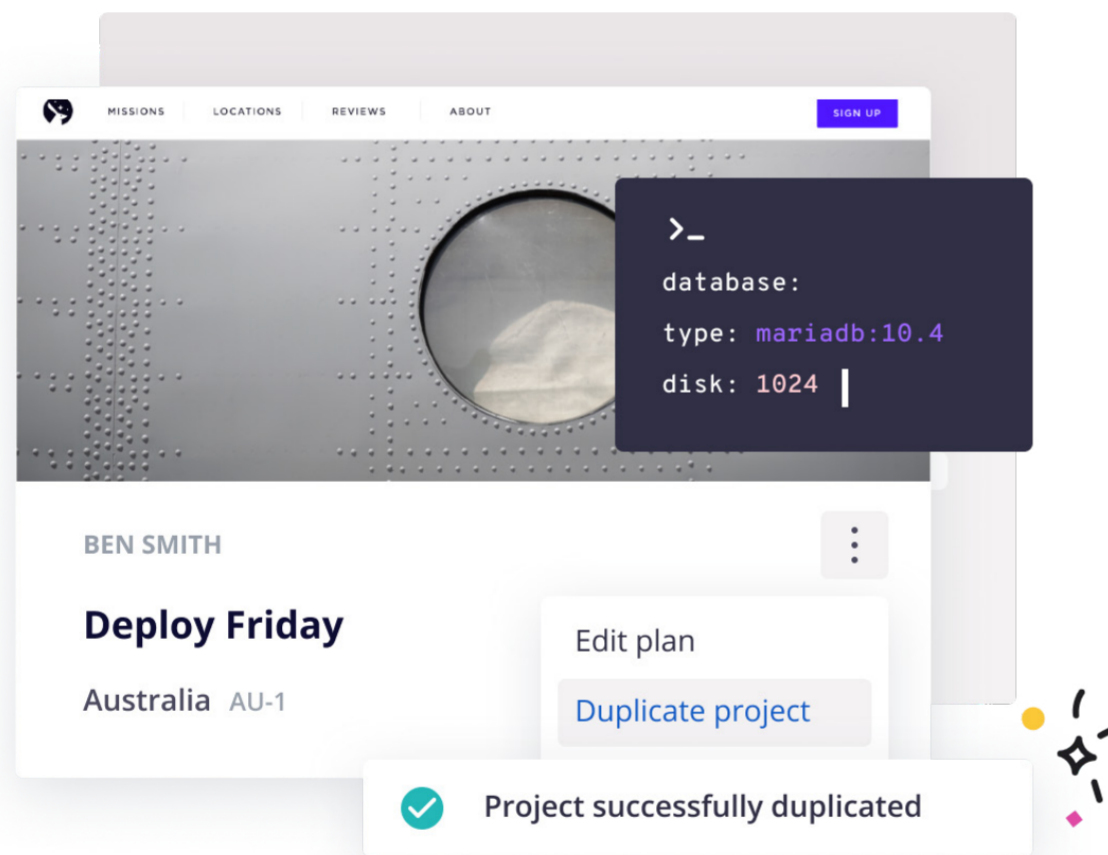 MISSIONS LOCATIONS REVIEWS ABOUT SIGN UP
>_
database:
type: mariadb:10.4
disk: 1024
BEN SMITH
Deploy Friday
Australia AU-1
Edit plan
Duplicate project
Project successfully duplicated